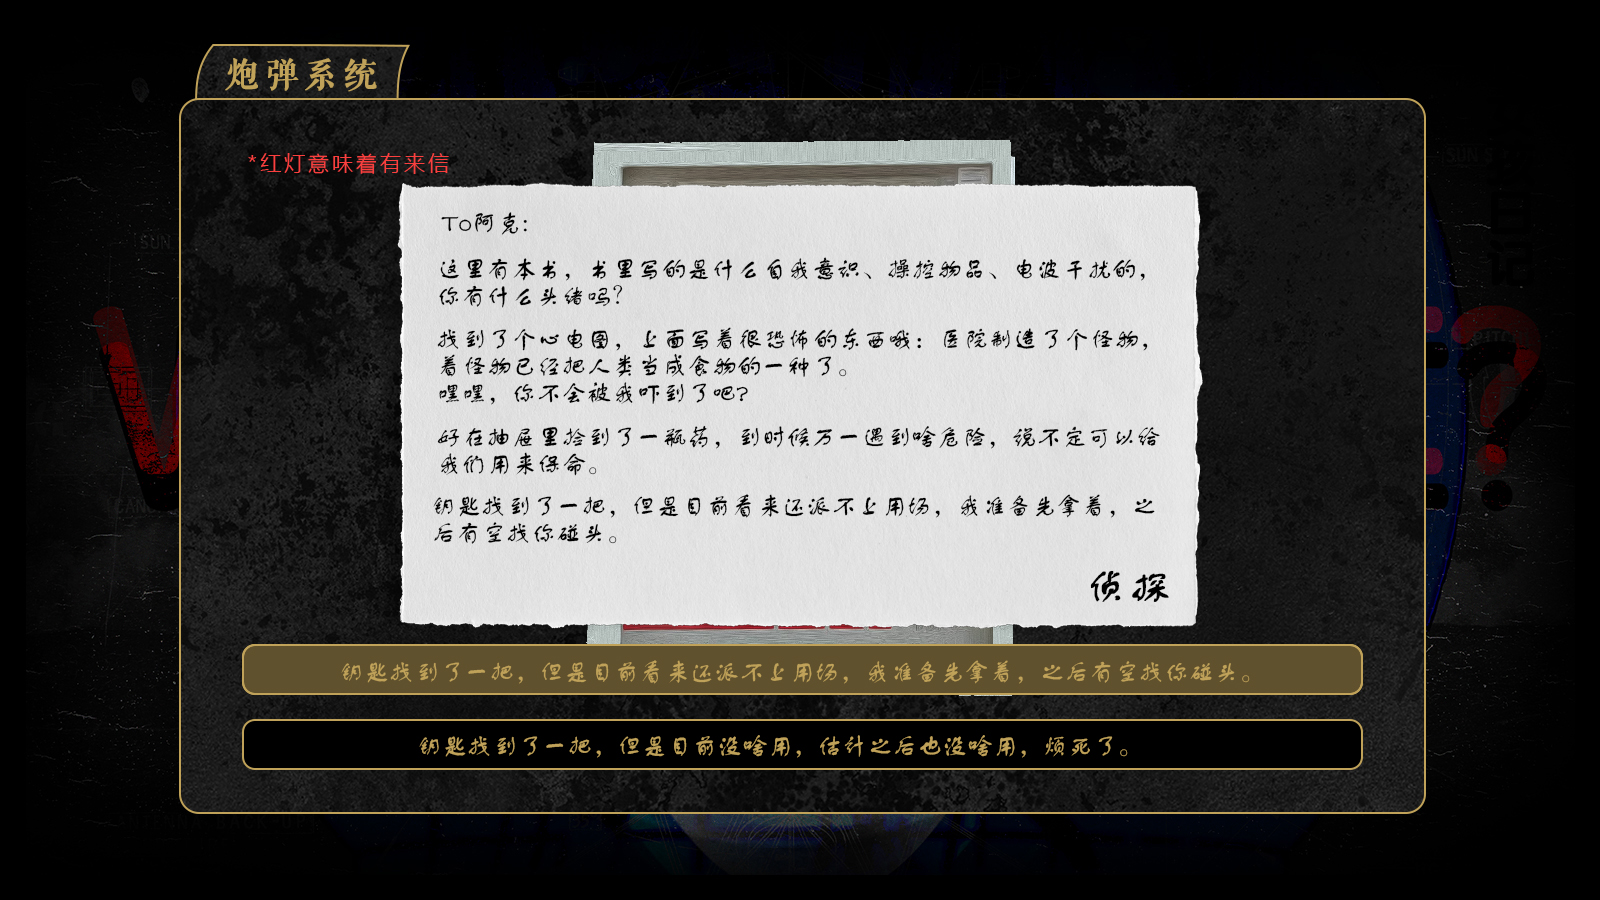 炮弹系统
*红灯意味着有来信
To阿克:
这里有本书，书里写的是什么自我意识、操控物品、电波干扰的，
你有什么头绪吗？
找到了个心电图，上面写着很恐怖的东西哦：医院制造了个怪物，
着怪物已经把人类当成食物的一种了。
嘿嘿，你不会被我吓到了吧？
好在抽屉里捡到了一瓶药，到时候万一遇到啥危险，说不定可以给
我们用来保命。
钥匙找到了一把，但是目前看来还派不上用场，我准备先拿着，之
后有空找你碰头。
侦探
钥匙找到了一把，但是目前看来还派不上用场，我准备先拿着，之后有空找你碰头。
钥匙找到了一把，但是目前没啥用，估计之后也没啥用，烦死了。